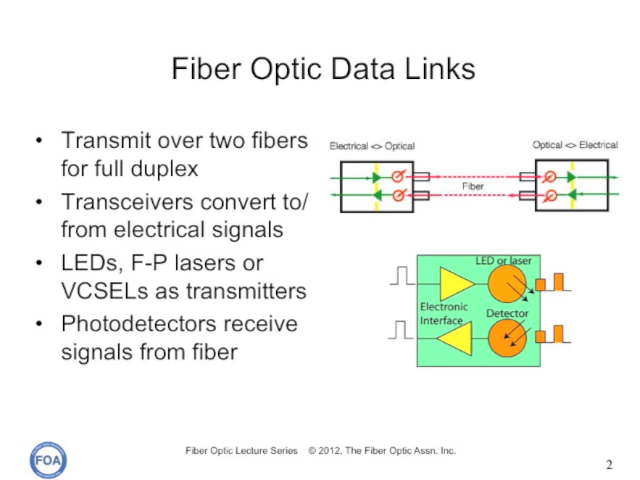 Fiber Optic Data Links
• Transmit over two fibers
for full duplex
• Transceivers convert to/
from electrical signals
• LEDs, F-P lasers or
VCSELs as transmitters
• Photodetectors receive
signals from fiber
Electrical <> Optical
Optical <> Electrical
Fiber
LED or laser
Electronic
Interface
Detector
FOA
Fiber Optic Lecture Series © 2012, The Fiber Optic Assn. Inc.
2